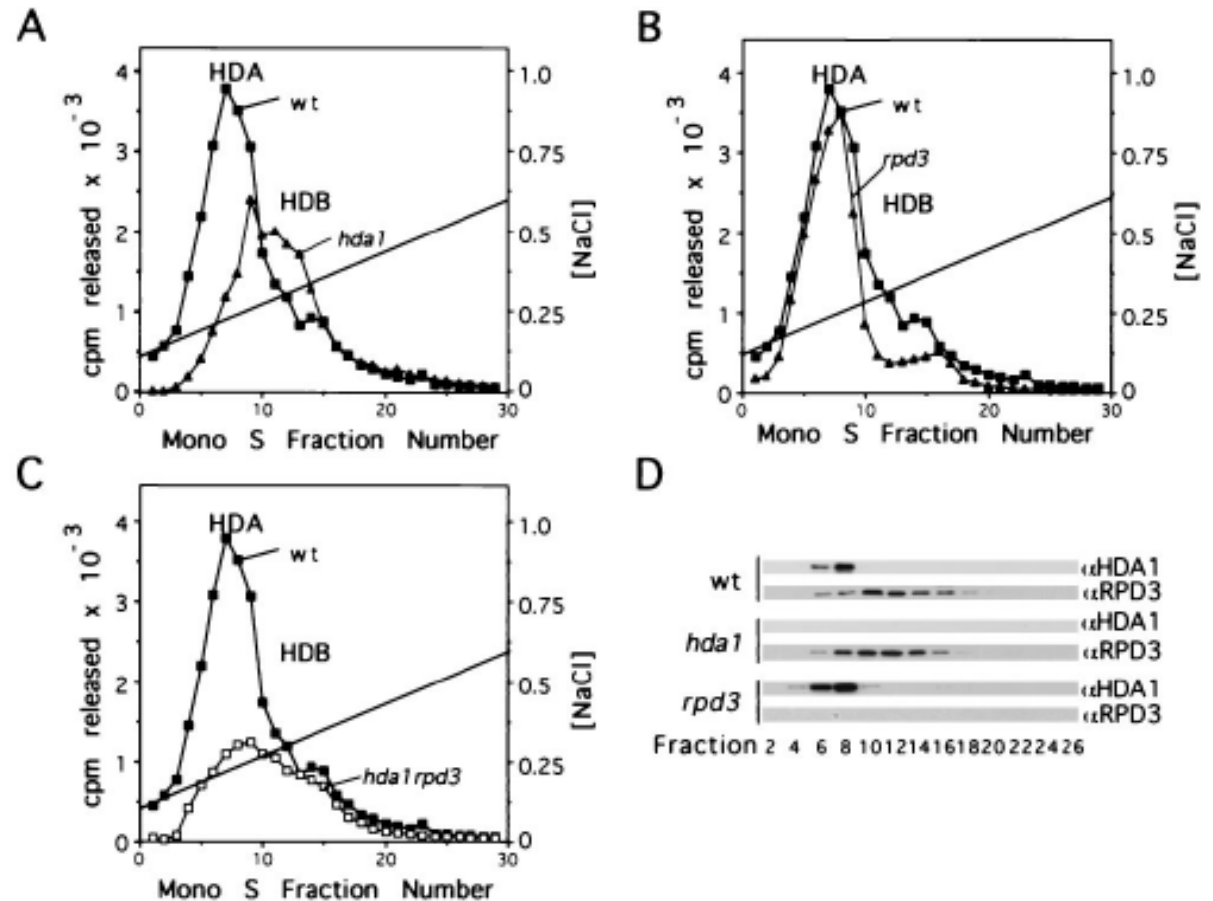 A
cpm released x 10⁻³
4
3
2
1
0
HDA
wt
HDB
hda1
1.0
0.75
0.5
0.25
0
[NaCl]
0 10 20 30
Mono S Fraction Number
B
cpm released x 10⁻³
4
3
2
1
0
HDA
wt
rpd3
HDB
1.0
0.75
0.5
0.25
0
[NaCl]
0 10 20 30
Mono S Fraction Number
C
cpm released x 10⁻³
4
3
2
1
0
HDA
wt
HDB
hda1rpd3
1.0
0.75
0.5
0.25
0
[NaCl]
0 10 20 30
Mono S Fraction Number
D
wt
αHDA1
αRPD3
hda1
αHDA1
αRPD3
rpd3
αHDA1
αRPD3
Fraction 2 4 6 8 10 12 14 16 18 20 22 24 26